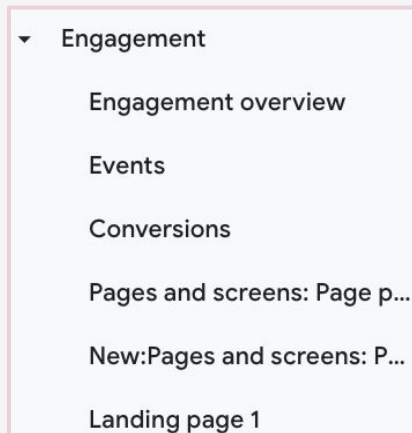 Engagement
Engagement overview
Events
Conversions
Pages and screens: Page p...
New:Pages and screens: P...
Landing page 1